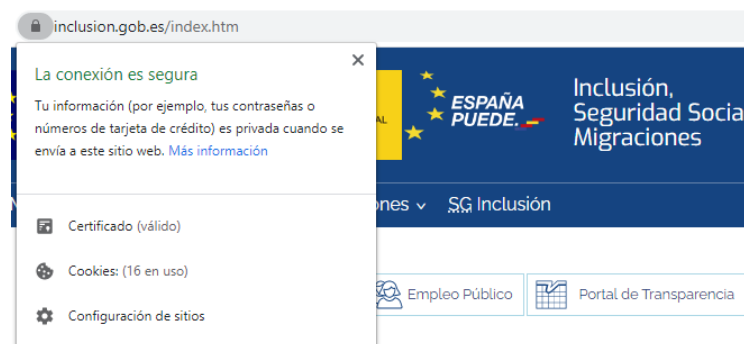 inclusion.gob.es/index.htm
La conexión es segura
Tu información (por ejemplo, tus contraseñas o
números de tarjeta de crédito) es privada cuando se
envía a este sitio web. Más información
Certificado (válido)
Cookies: (16 en uso)
Configuración de sitios
AL
ESPAÑA
PUEDE.
Inclusión,
Seguridad Socia
Migraciones
nes
SG Inclusión
Empleo Público
Portal de Transparencia